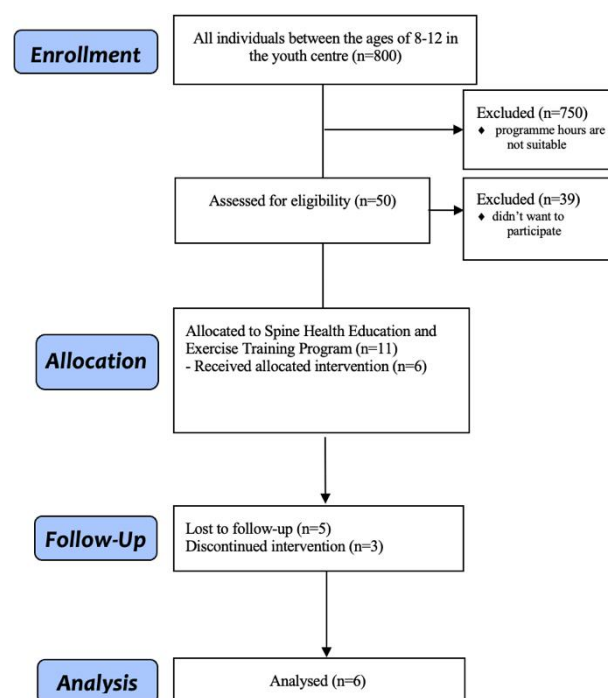 Enrollment
All individuals between the ages of 8-12 in
the youth centre (n=800)
Excluded (n=750)
♦ programme hours are
not suitable
Assessed for eligibility (n=50)
Excluded (n=39)
♦ didn't want to
participate
Allocation
Allocated to Spine Health Education and
Exercise Training Program (n=11)
- Received allocated intervention (n=6)
Follow-Up
Lost to follow-up (n=5)
Discontinued intervention (n=3)
Analysis
Analysed (n=6)